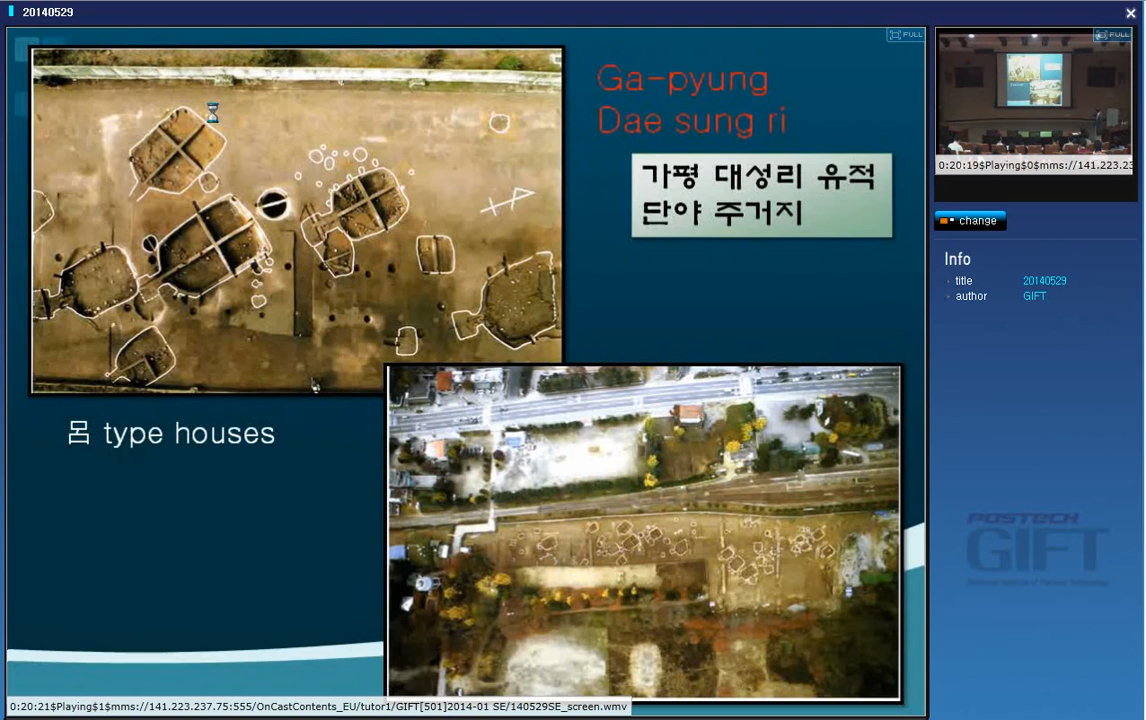 20140529
FULL
FULL
Ga-pyung
Dae sung ri
가평 대성리 유적
단야 주거지
呂 type houses
0:20:21$Playing$1$mms://141.223.237.75:555/OnCastContents_EU/tutor1/GIFT[501]2014-01 SE/140529SE_screen.wmv
0:20:19$Playing$0$mms://141.223.23
change
Info
title 20140529
author GIFT
POSTECH
GIFT